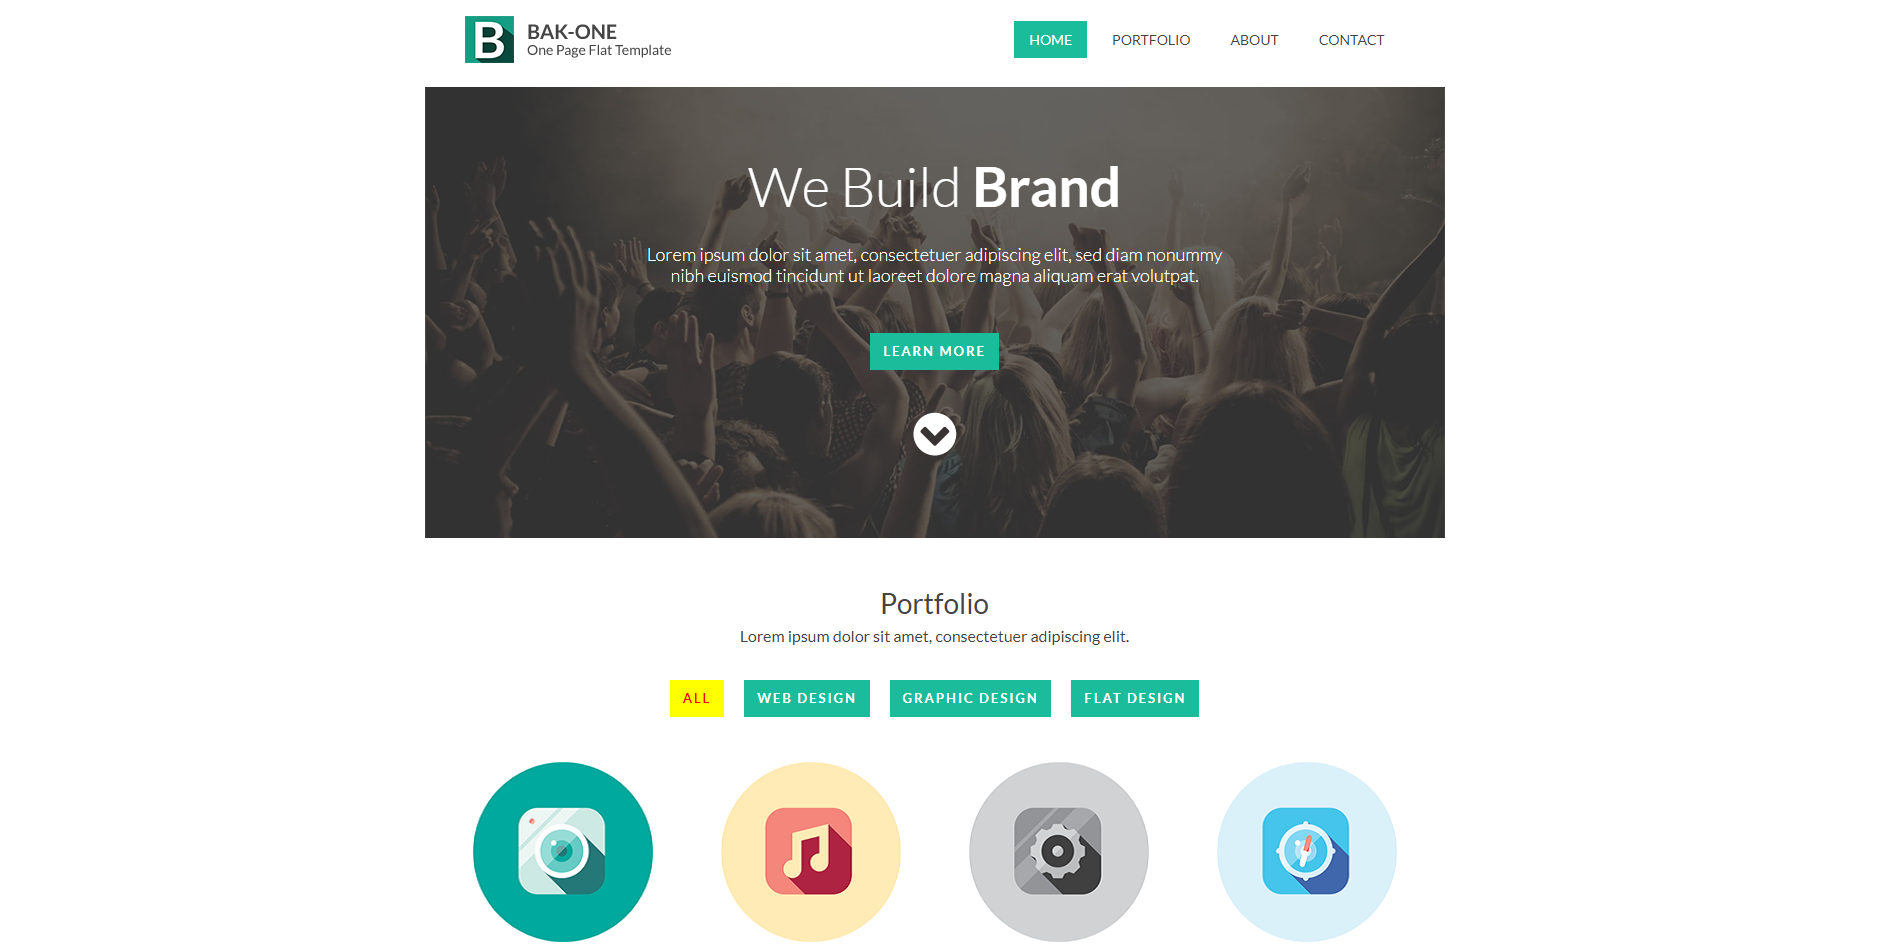 B
BAK-ONE
One Page Flat Template
HOME PORTFOLIO ABOUT CONTACT
We Build Brand
Lorem ipsum dolor sit amet, consectetuer adipiscing elit, sed diam nonummy
nibh euismod tincidunt ut laoreet dolore magna aliquam erat volutpat.
LEARN MORE
Portfolio
Lorem ipsum dolor sit amet, consectetuer adipiscing elit.
ALL WEB DESIGN GRAPHIC DESIGN FLAT DESIGN